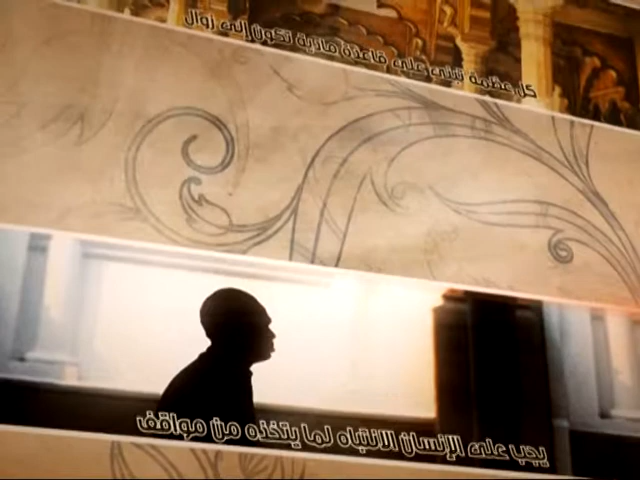 كل عظمة تبنى على قاعدة مادية تكون إلى زوال
يجب على الإنسان الانتباه لما يتخذه من مواقف